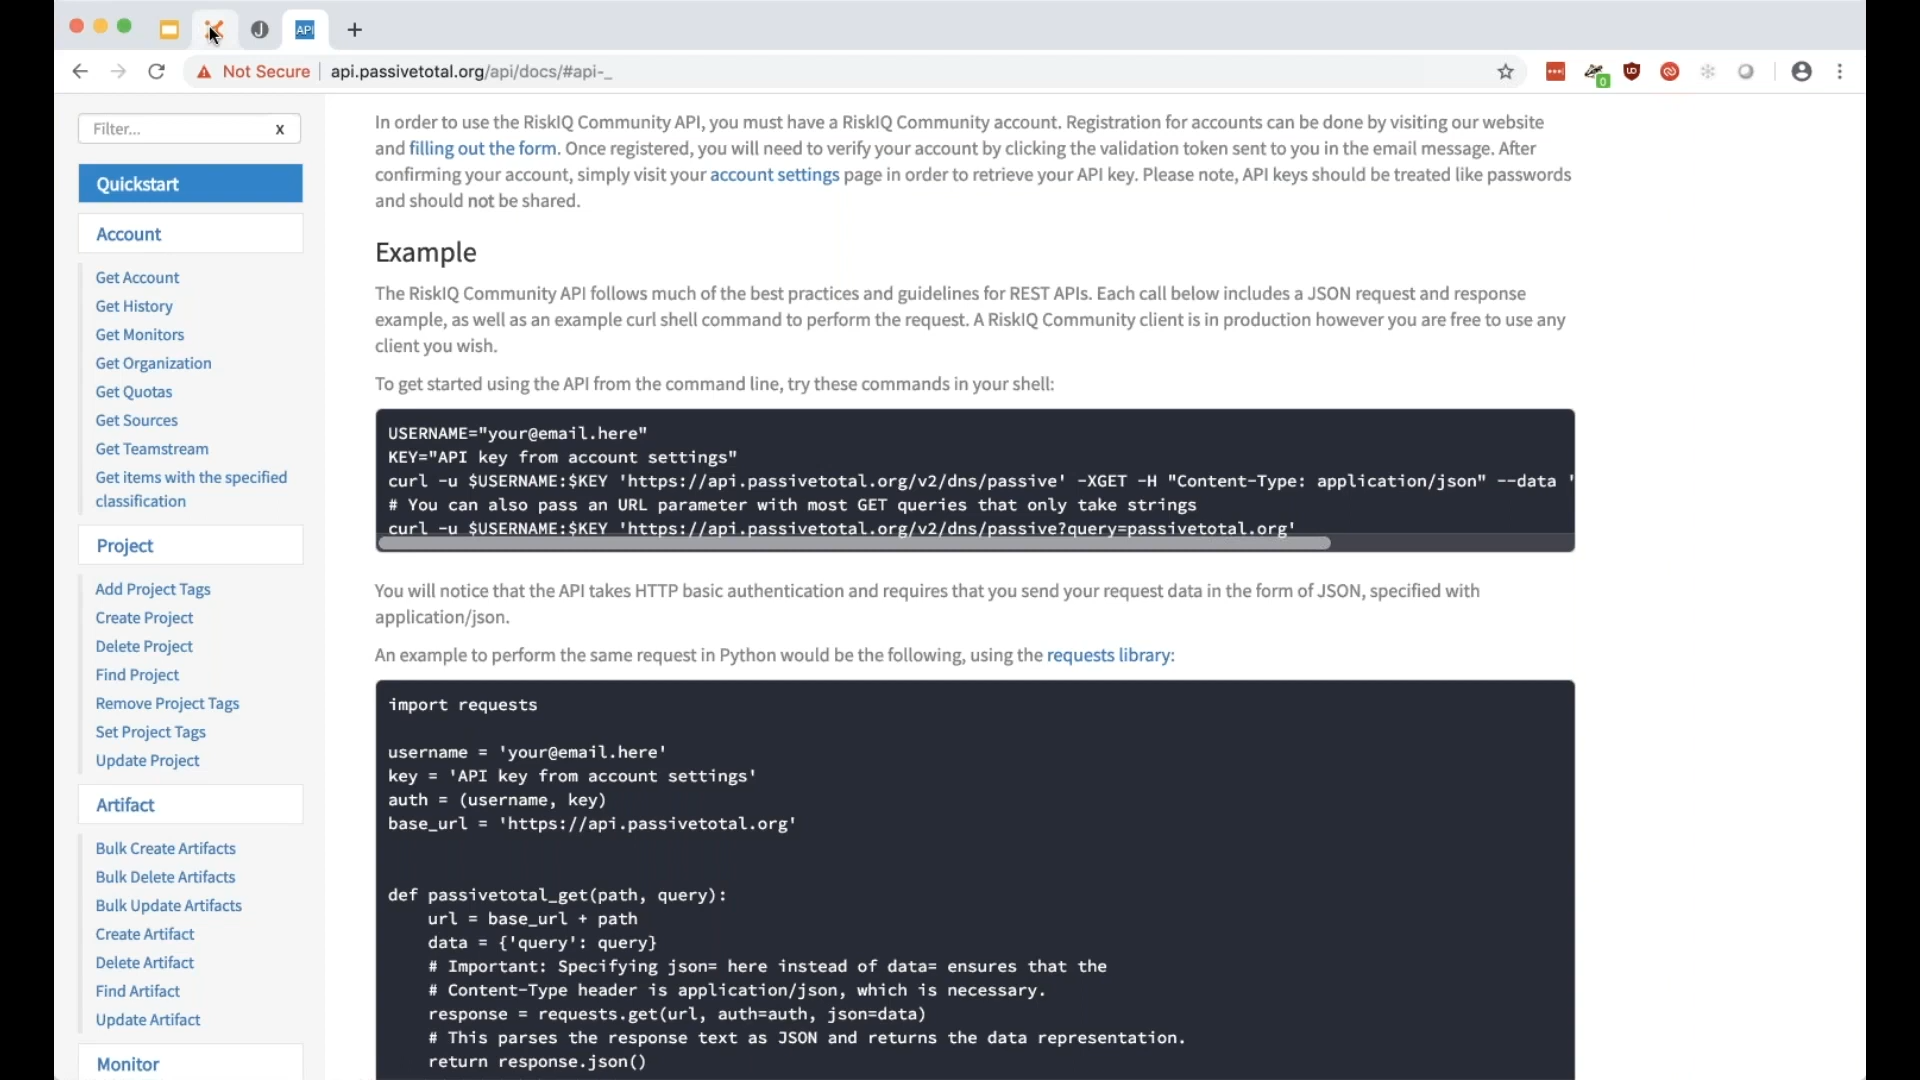 API
Not Secure
api.passivetotal.org/api/docs/#api-_
0
Filter...
x
Quickstart
Account
Get Account
Get History
Get Monitors
Get Organization
Get Quotas
Get Sources
Get Teamstream
Get items with the specified
classification
Project
Add Project Tags
Create Project
Delete Project
Find Project
Remove Project Tags
Set Project Tags
Update Project
Artifact
Bulk Create Artifacts
Bulk Delete Artifacts
Bulk Update Artifacts
Create Artifact
Delete Artifact
Find Artifact
Update Artifact
Monitor
In order to use the RiskIQ Community API, you must have a RiskIQ Community account. Registration for accounts can be done by visiting our website
and filling out the form. Once registered, you will need to verify your account by clicking the validation token sent to you in the email message. After
confirming your account, simply visit your account settings page in order to retrieve your API key. Please note, API keys should be treated like passwords
and should not be shared.
Example
The RiskIQ Community API follows much of the best practices and guidelines for REST APIs. Each call below includes a JSON request and response
example, as well as an example curl shell command to perform the request. A RiskIQ Community client is in production however you are free to use any
client you wish.
To get started using the API from the command line, try these commands in your shell:
USERNAME="your@email.here"
KEY="API key from account settings"
curl -u $USERNAME:$KEY 'https://api.passivetotal.org/v2/dns/passive' -XGET -H "Content-Type: application/json" --data '
# You can also pass an URL parameter with most GET queries that only take strings
curl -u $USERNAME:$KEY 'https://api.passivetotal.org/v2/dns/passive?query=passivetotal.org'
You will notice that the API takes HTTP basic authentication and requires that you send your request data in the form of JSON, specified with
application/json.
An example to perform the same request in Python would be the following, using the requests library:
import requests
username = 'your@email.here'
key = 'API key from account settings'
auth = (username, key)
base_url = 'https://api.passivetotal.org'
def passivetotal_get(path, query):
url = base_url + path
data = {'query': query}
# Important: Specifying json= here instead of data= ensures that the
# Content-Type header is application/json, which is necessary.
response = requests.get(url, auth=auth, json=data)
# This parses the response text as JSON and returns the data representation.
return response.json()